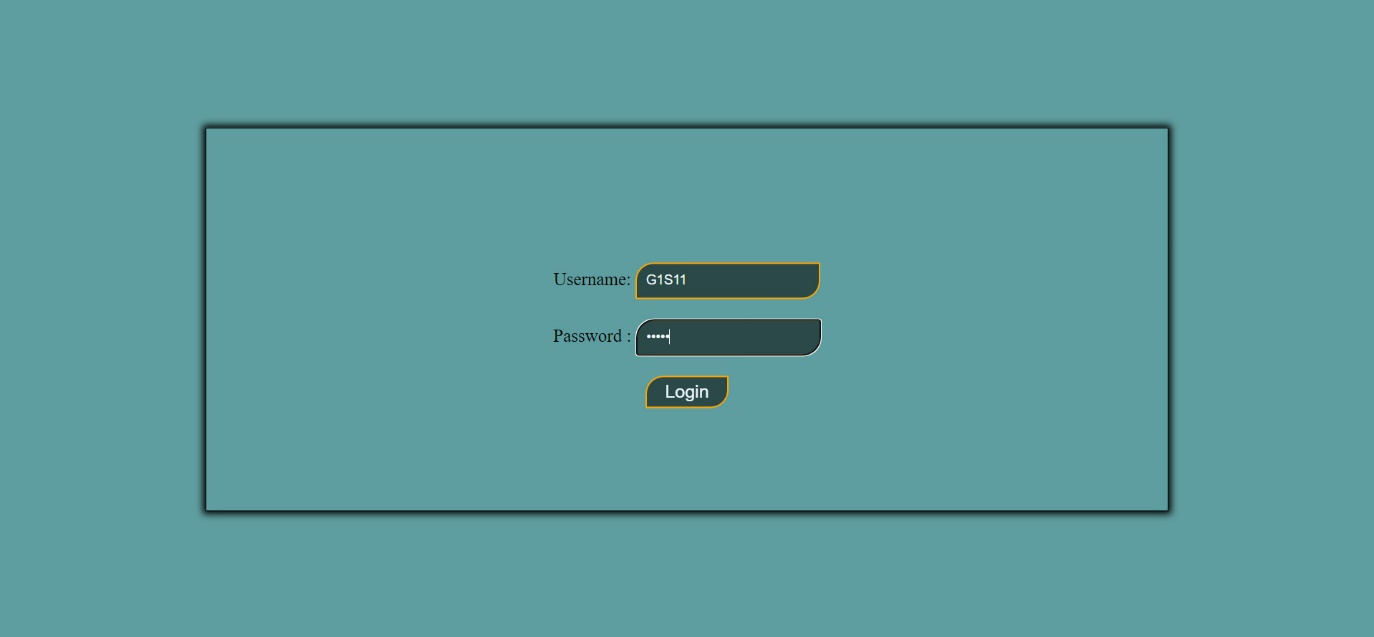 Username: G1S11
Password : •••••
Login